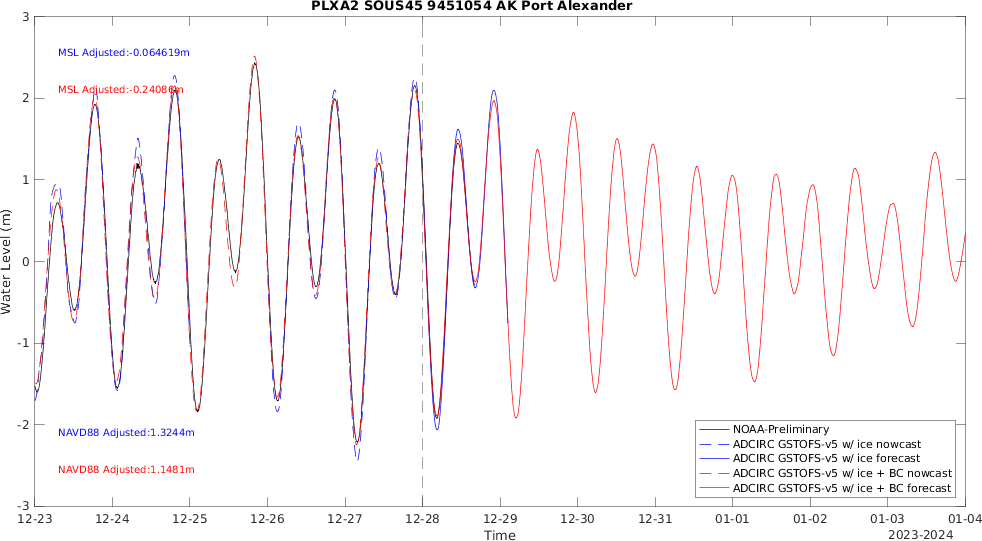 PLXA2 SOUS45 9451054 AK Port Alexander
3
2
1
0
-1
-2
-3
Water Level (m)
MSL Adjusted:-0.064619m
MSL Adjusted:-0.24086m
NAVD88 Adjusted:1.3244m
NAVD88 Adjusted:1.1481m
NOAA-Preliminary
ADCIRC GSTOFS-v5 w/ ice nowcast
ADCIRC GSTOFS-v5 w/ ice forecast
ADCIRC GSTOFS-v5 w/ ice + BC nowcast
ADCIRC GSTOFS-v5 w/ ice + BC forecast
12-23 12-24 12-25 12-26 12-27 12-28 12-29 12-30 12-31 01-01 01-02 01-03 01-04
Time
2023-2024